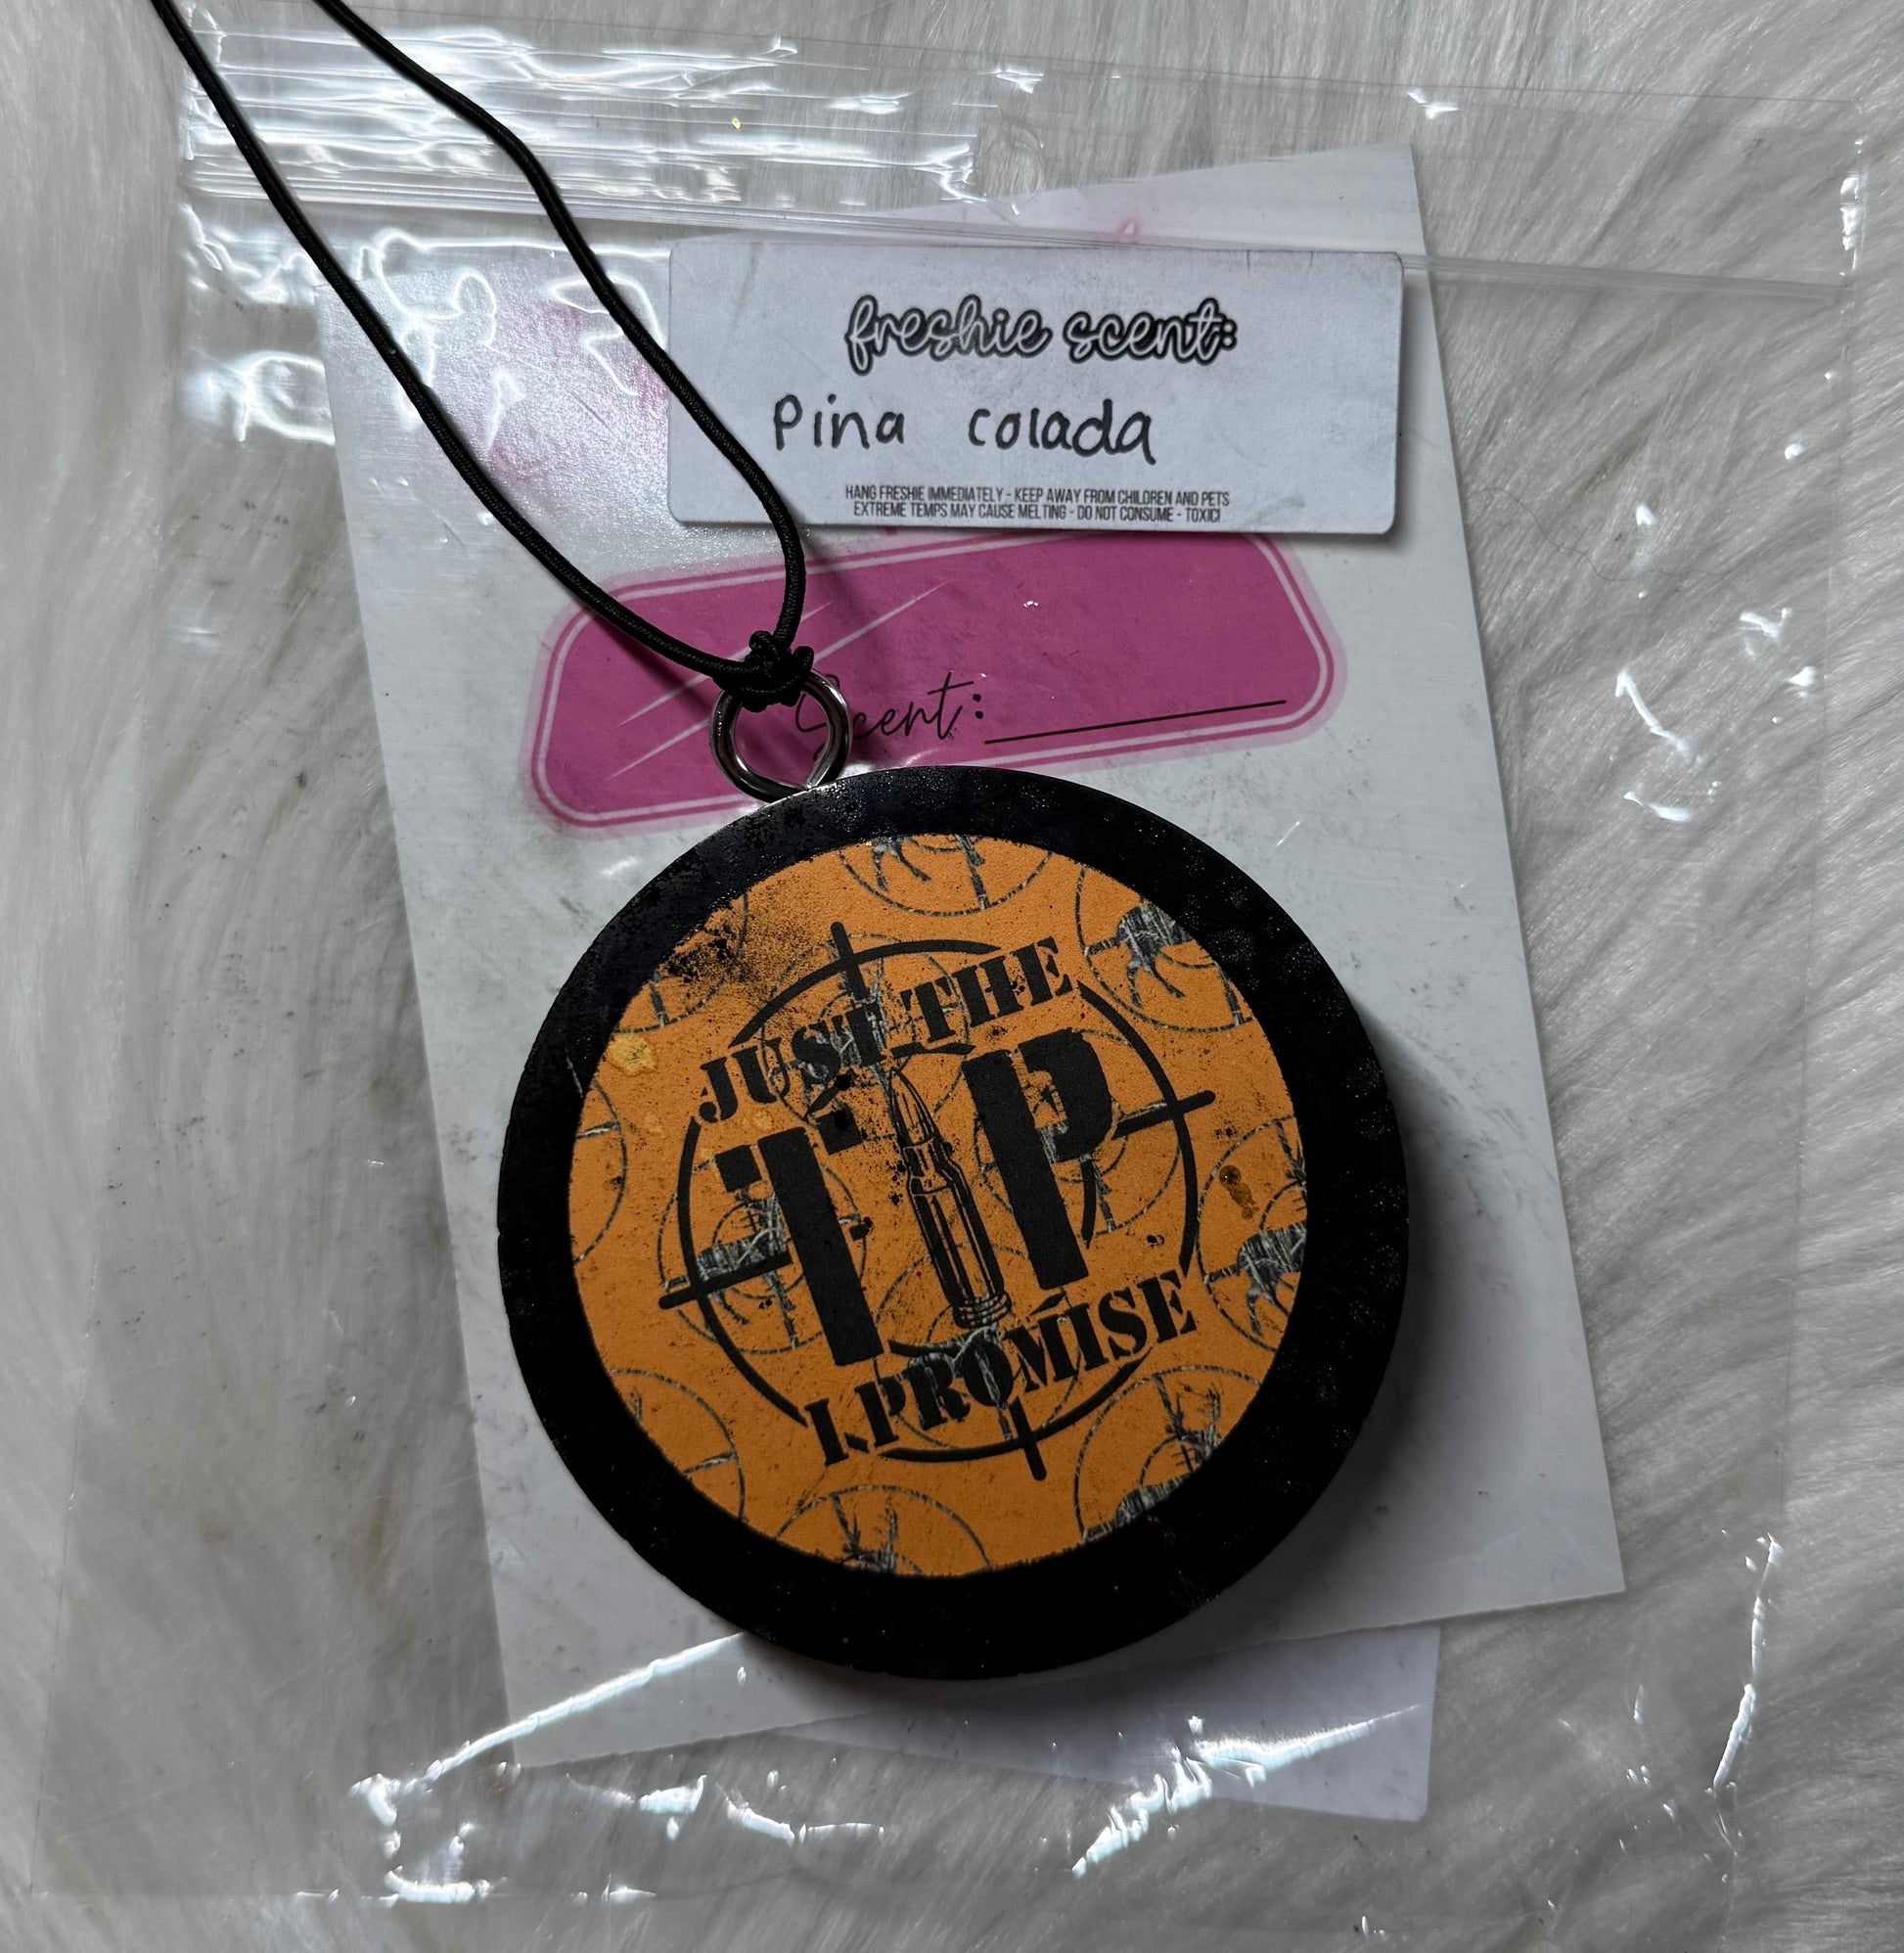 freshie scent:
Pina colada
HANG FRESHIE IMMEDIATELY - KEEP AWAY FROM CHILDREN AND PETS
EXTREME TEMPS MAY CAUSE MELTING - DO NOT CONSUME - TOXIC!
Scent:
JUST THE
TIP
I PROMISE